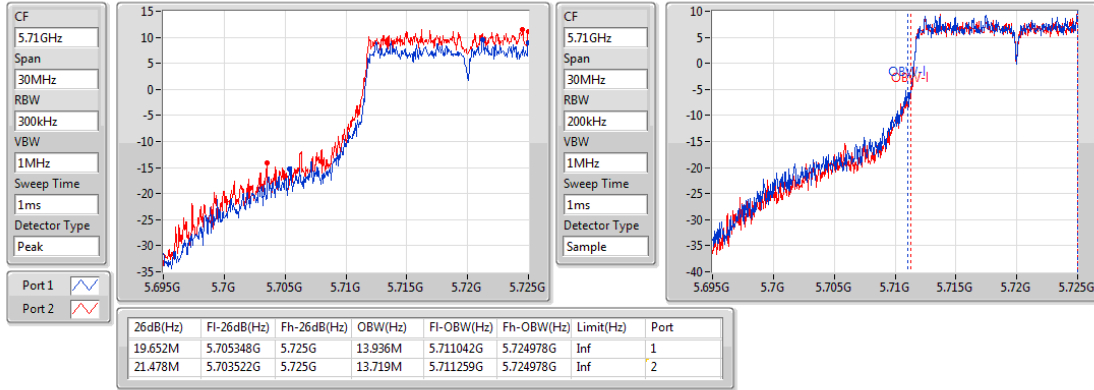 CF
5.71GHz
Span
30MHz
RBW
300kHz
VBW
1MHz
Sweep Time
1ms
Detector Type
Peak
Port 1
Port 2
15
10
5
0
-5
-10
-15
-20
-25
-30
-35
5.695G 5.7G 5.705G 5.71G 5.715G 5.72G 5.725G
CF
5.71GHz
Span
30MHz
RBW
200kHz
VBW
1MHz
Sweep Time
1ms
Detector Type
Sample
10
5
0
-5
-10
-15
-20
-25
-30
-35
-40
OBW-I
OBW-I
5.695G 5.7G 5.705G 5.71G 5.715G 5.72G 5.725G
26dB(Hz) Fl-26dB(Hz) Fh-26dB(Hz) OBW(Hz) Fl-OBW(Hz) Fh-OBW(Hz) Limit(Hz) Port
19.652M 5.705348G 5.725G 13.936M 5.711042G 5.724978G Inf 1
21.478M 5.703522G 5.725G 13.719M 5.711259G 5.724978G Inf 2